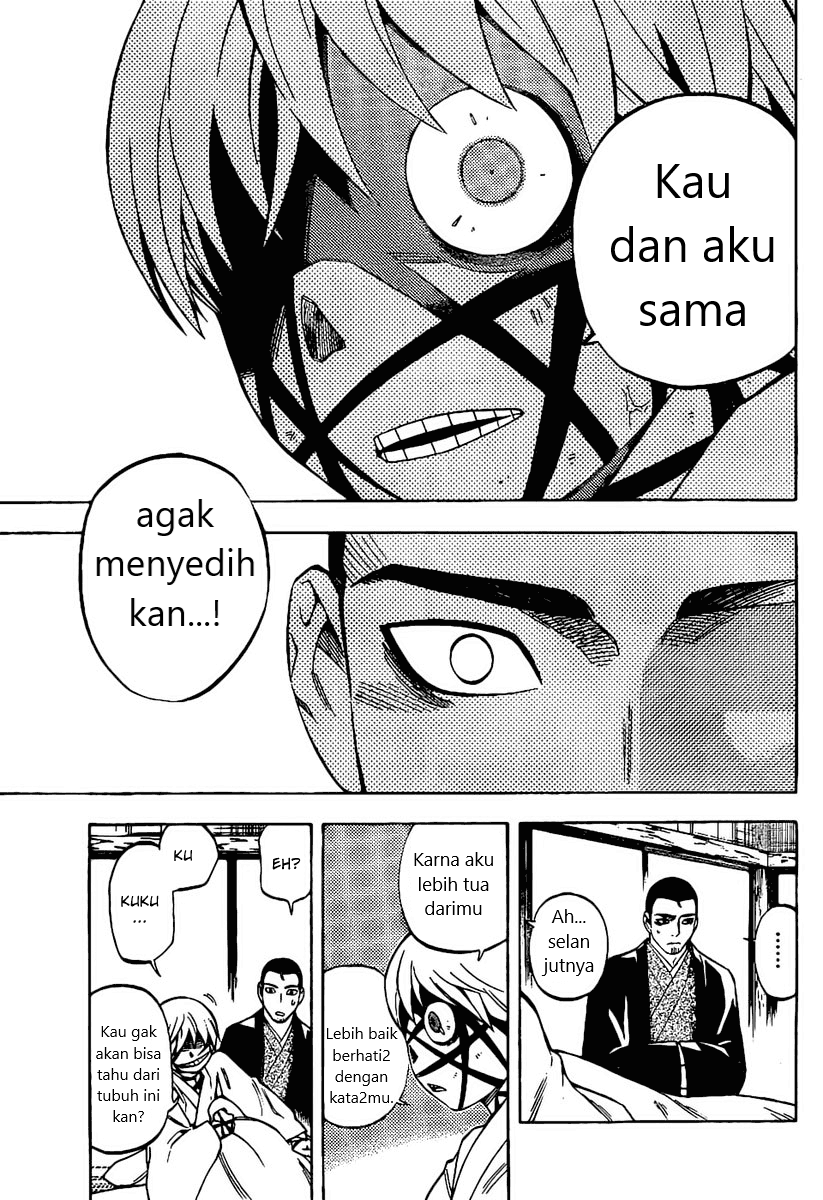 Kau
dan aku
sama
agak
menyedih
kan...!
......
Ah...
selan
jutnya
Karna aku
lebih tua
darimu
Lebih baik
berhati2
dengan
kata2mu.
EH?
KU
KUKU
...
Kau gak
akan bisa
tahu dari
tubuh ini
kan?